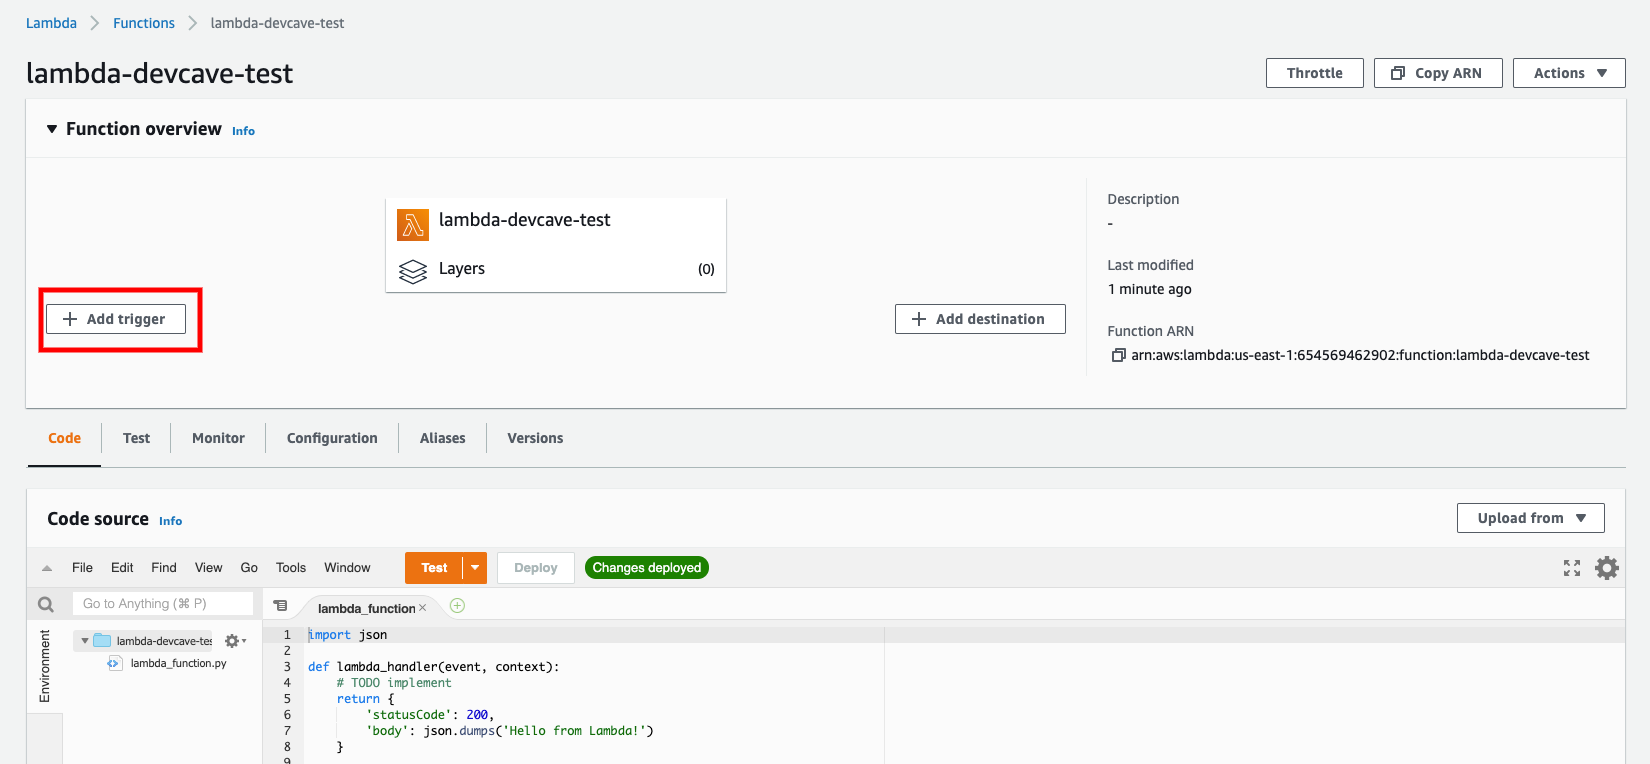 Lambda Functions lambda-devcave-test
lambda-devcave-test
Throttle
Copy ARN
Actions
Function overview Info
lambda-devcave-test
Layers (0)
Add trigger
Add destination
Description
-
Last modified
1 minute ago
Function ARN
arn:aws:lambda:us-east-1:654569462902:function:lambda-devcave-test
Code Test Monitor Configuration Aliases Versions
Code source Info
Upload from
File Edit Find View Go Tools Window Test Deploy Changes deployed
Go to Anything (⌘ P)
Environment
lambda-devcave-tes
lambda_function.py
lambda_function
1 import json
2
3 def lambda_handler(event, context):
4 # TODO implement
5 return {
6 'statusCode': 200,
7 'body': json.dumps('Hello from Lambda!')
8 }
9